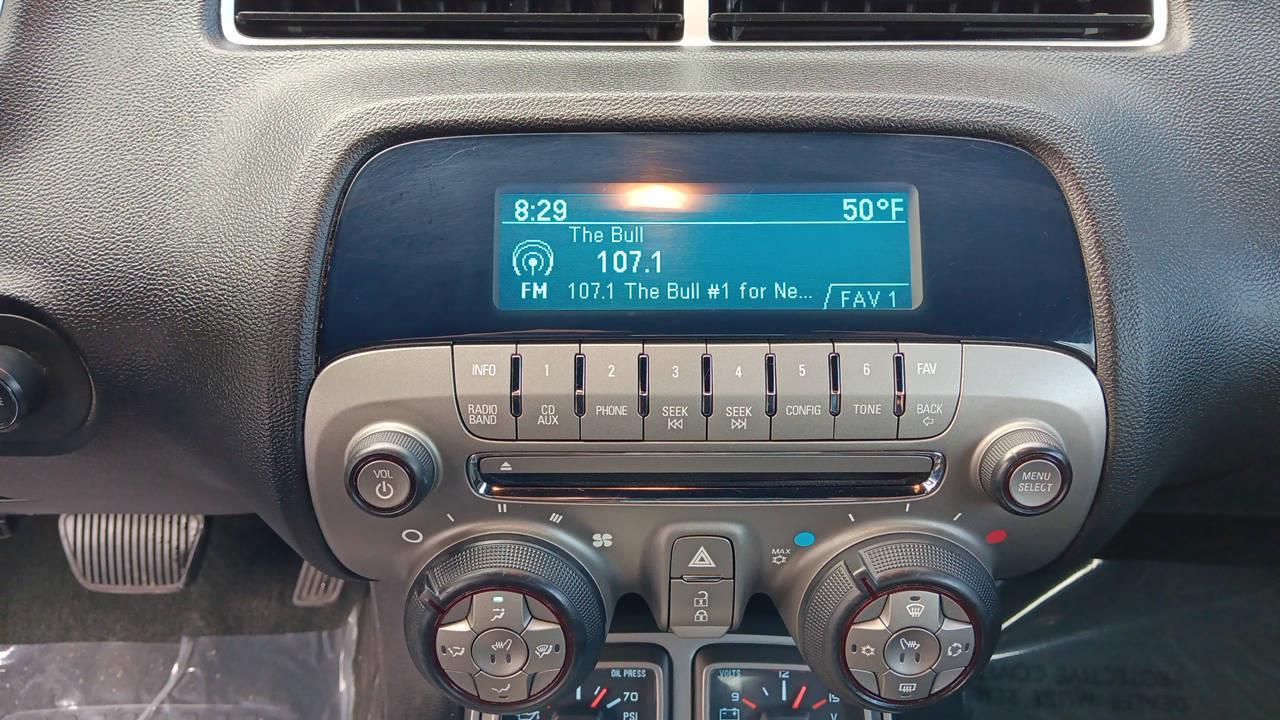 8:29 50°F
The Bull
107.1
FM 107.1 The Bull #1 for Ne... FAV 1
INFO 1 2 3 4 5 6 FAV
RADIO BAND CD AUX PHONE SEEK SEEK CONFIG TONE BACK
VOL
MENU SELECT
MAX
OIL PRESS
70
PSI
VOLTS
9 12 15
V